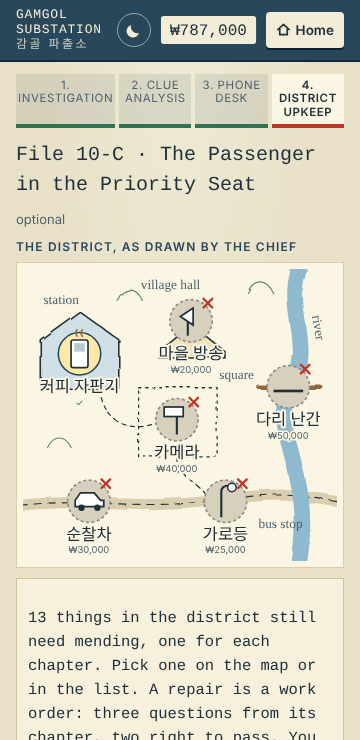 GAMGOL
SUBSTATION
감골 파출소
₩787,000
Home
1.
INVESTIGATION
2. CLUE
ANALYSIS
3. PHONE
DESK
4.
DISTRICT
UPKEEP
File 10-C · The Passenger
in the Priority Seat
optional
THE DISTRICT, AS DRAWN BY THE CHIEF
village hall
station
river
마을 방송
₩20,000
커피 자판기
square
다리 난간
₩50,000
카메라
₩40,000
순찰차
₩30,000
가로등
₩25,000
bus stop
13 things in the district still
need mending, one for each
chapter. Pick one on the map or
in the list. A repair is a work
order: three questions from its
chapter, two right to pass. You